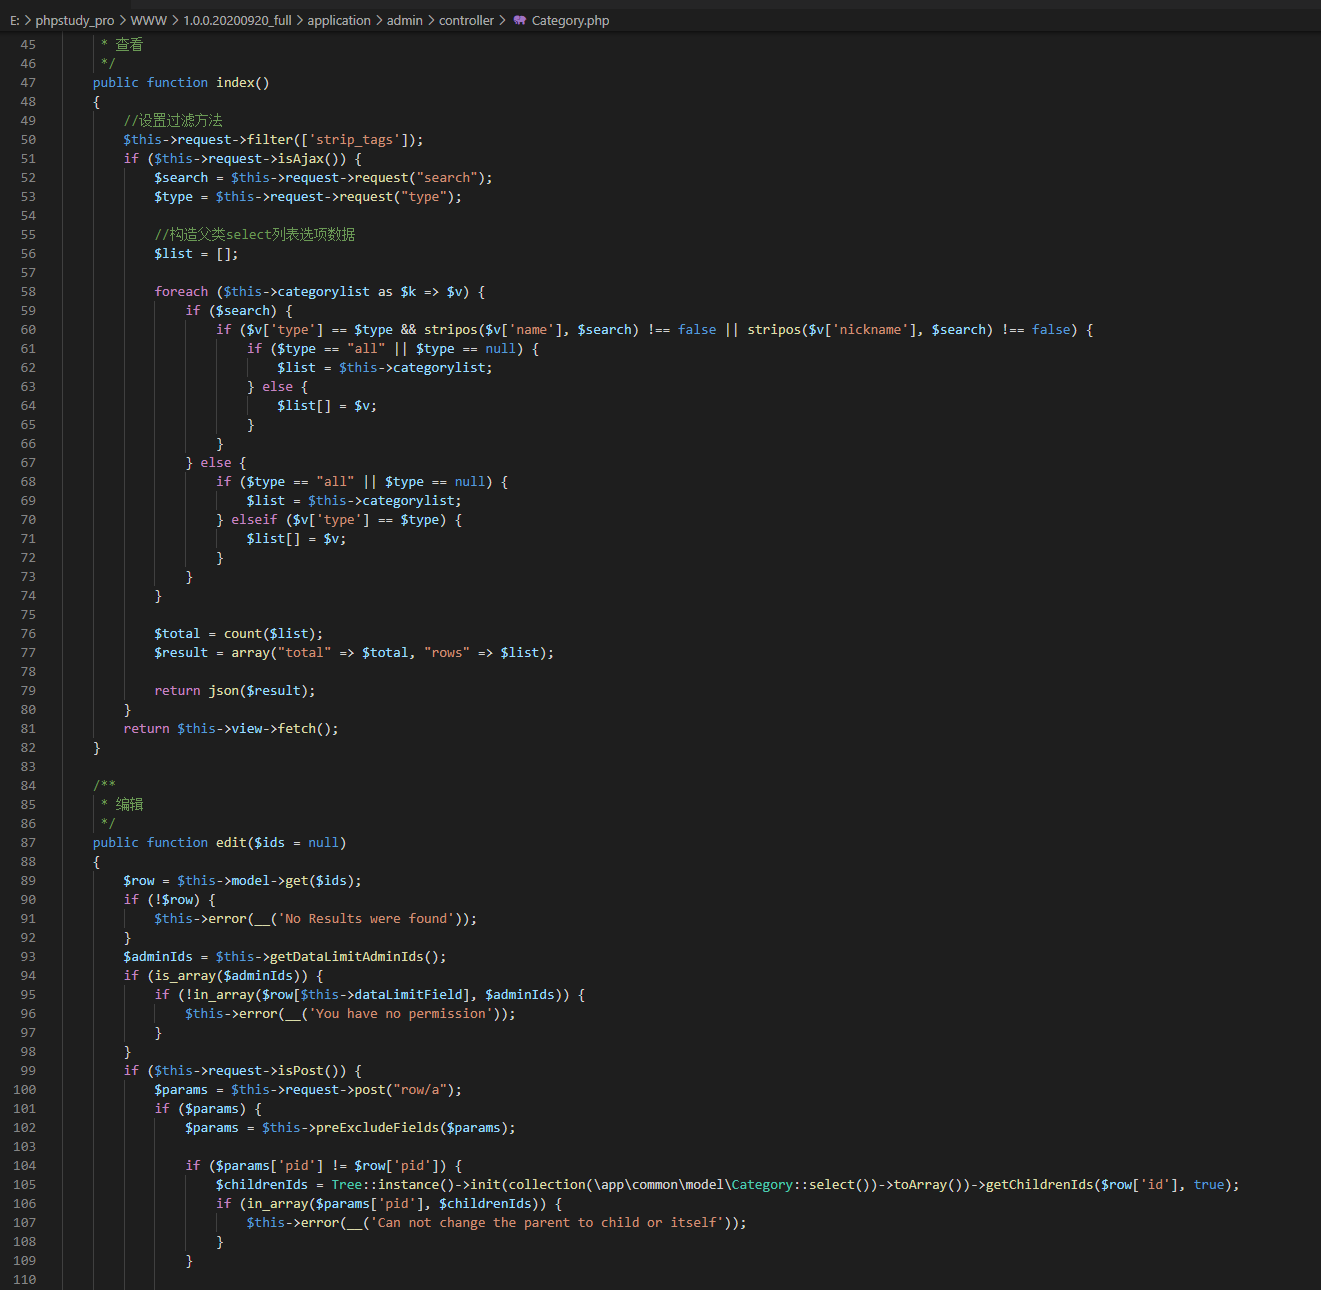 E: > phpstudy_pro > WWW > 1.0.0.20200920_full > application > admin > controller > Category.php
45 * 查看
46 */
47 public function index()
48 {
49 //设置过滤方法
50 $this->request->filter(['strip_tags']);
51 if ($this->request->isAjax()) {
52 $search = $this->request->request("search");
53 $type = $this->request->request("type");
54
55 //构造父类select列表选项数据
56 $list = [];
57
58 foreach ($this->categorylist as $k => $v) {
59 if ($search) {
60 if ($v['type'] == $type && stripos($v['name'], $search) !== false || stripos($v['nickname'], $search) !== false) {
61 if ($type == "all" || $type == null) {
62 $list = $this->categorylist;
63 } else {
64 $list[] = $v;
65 }
66 }
67 } else {
68 if ($type == "all" || $type == null) {
69 $list = $this->categorylist;
70 } elseif ($v['type'] == $type) {
71 $list[] = $v;
72 }
73 }
74 }
75
76 $total = count($list);
77 $result = array("total" => $total, "rows" => $list);
78
79 return json($result);
80 }
81 return $this->view->fetch();
82 }
83
84 /**
85 * 编辑
86 */
87 public function edit($ids = null)
88 {
89 $row = $this->model->get($ids);
90 if (!$row) {
91 $this->error(__('No Results were found'));
92 }
93 $adminIds = $this->getDataLimitAdminIds();
94 if (is_array($adminIds)) {
95 if (!in_array($row[$this->dataLimitField], $adminIds)) {
96 $this->error(__('You have no permission'));
97 }
98 }
99 if ($this->request->isPost()) {
100 $params = $this->request->post("row/a");
101 if ($params) {
102 $params = $this->preExcludeFields($params);
103
104 if ($params['pid'] != $row['pid']) {
105 $childrenIds = Tree::instance()->init(collection(\app\common\model\Category::select())->toArray())->getChildrenIds($row['id'], true);
106 if (in_array($params['pid'], $childrenIds)) {
107 $this->error(__('Can not change the parent to child or itself'));
108 }
109 }
110